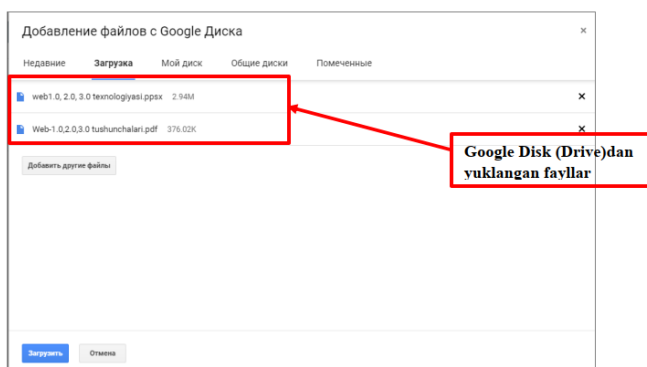 Добавление файлов с Google Диска ×
Недавние Загрузка Мой диск Общие диски Помеченные
web1.0, 2.0, 3.0 texnologiyasi.ppsx 2.94M ×
Web-1.0,2.0,3.0 tushunchalari.pdf 376.02K ×
Добавить другие файлы
Google Disk (Drive)dan
yuklangan fayllar
Загрузить Отмена